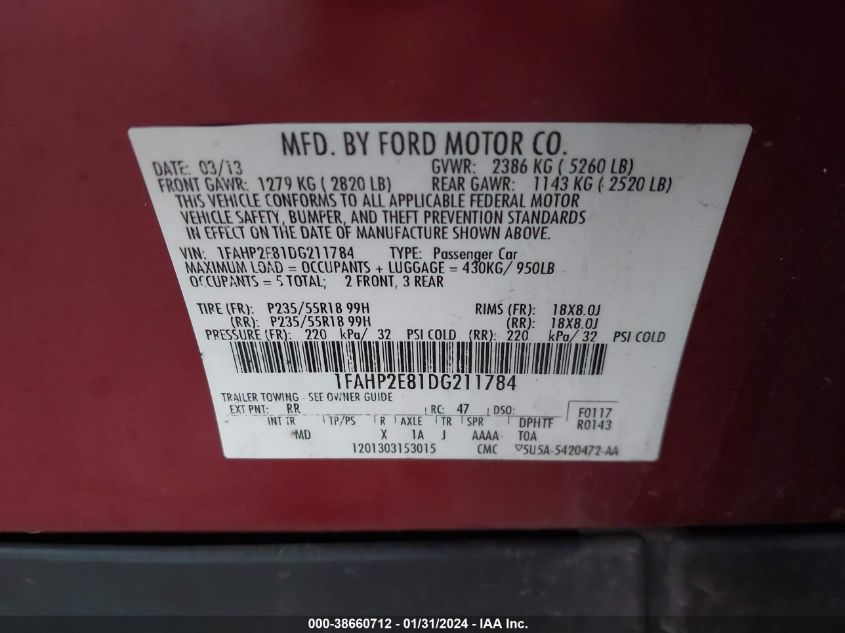 MFD. BY FORD MOTOR CO.
DATE: 03/13 GVWR: 2386 KG ( 5260 LB)
FRONT GAWR: 1279 KG ( 2820 LB) REAR GAWR: 1143 KG ( 2520 LB)
THIS VEHICLE CONFORMS TO ALL APPLICABLE FEDERAL MOTOR
VEHICLE SAFETY, BUMPER, AND THEFT PREVENTION STANDARDS
IN EFFECT ON THE DATE OF MANUFACTURE SHOWN ABOVE.
VIN: 1FAHP2E81DG211784 TYPE: Passenger Car
MAXIMUM LOAD = OCCUPANTS + LUGGAGE = 430KG/ 950LB
OCCUPANTS = 5 TOTAL; 2 FRONT, 3 REAR
TIRE (FR): P235/55R18 99H RIMS (FR): 18X8.0J
(RR): P235/55R18 99H (RR): 18X8.0J
PRESSURE (FR): 220 kPa/ 32 PSI COLD (RR): 220 kPa/ 32 PSI COLD
1FAHP2E81DG211784
TRAILER TOWING - SEE OWNER GUIDE
EXT PNT: RR RC: 47 DSO: F0117
INT TR TP/PS R AXLE TR SPR DPHTF R0143
MD X 1A J AAAA TOA
1201303153015 CMC 5U5A-5420472-AA
000-38660712 - 01/31/2024 - IAA Inc.